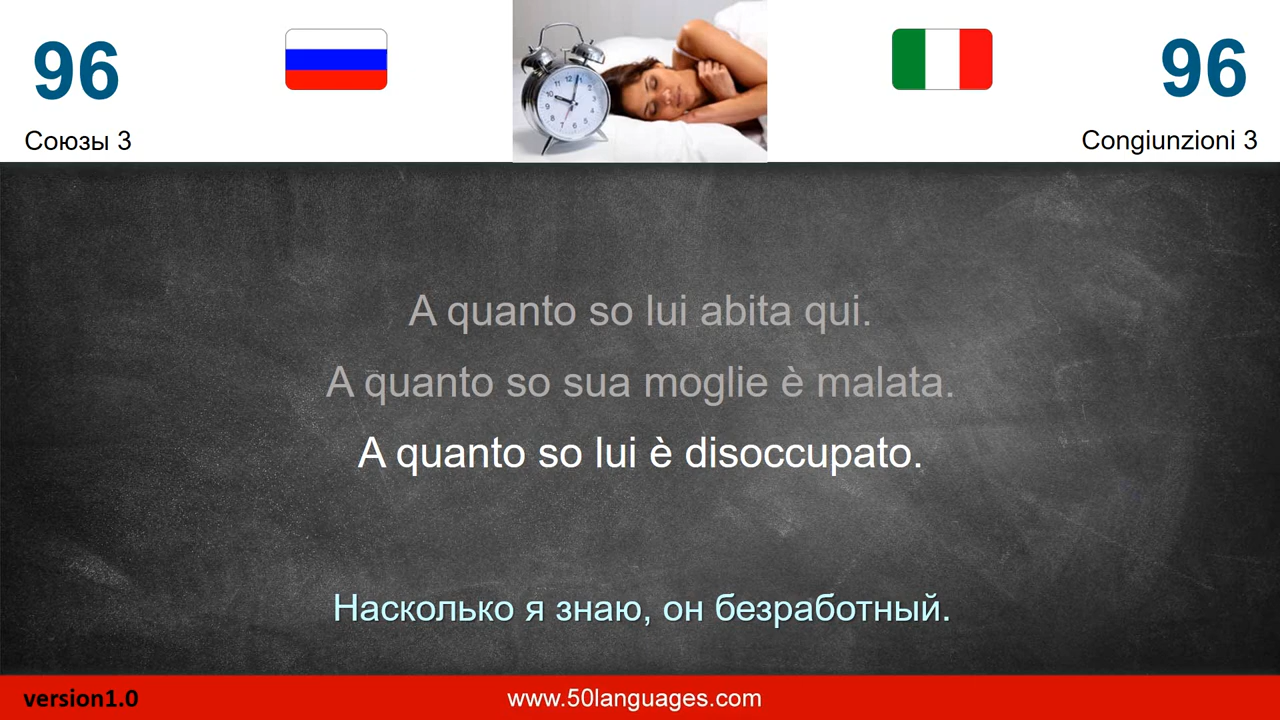 96
96
Союзы 3
Congiunzioni 3
A quanto so lui abita qui.
A quanto so sua moglie è malata.
A quanto so lui è disoccupato.
Насколько я знаю, он безработный.
version1.0
www.50languages.com